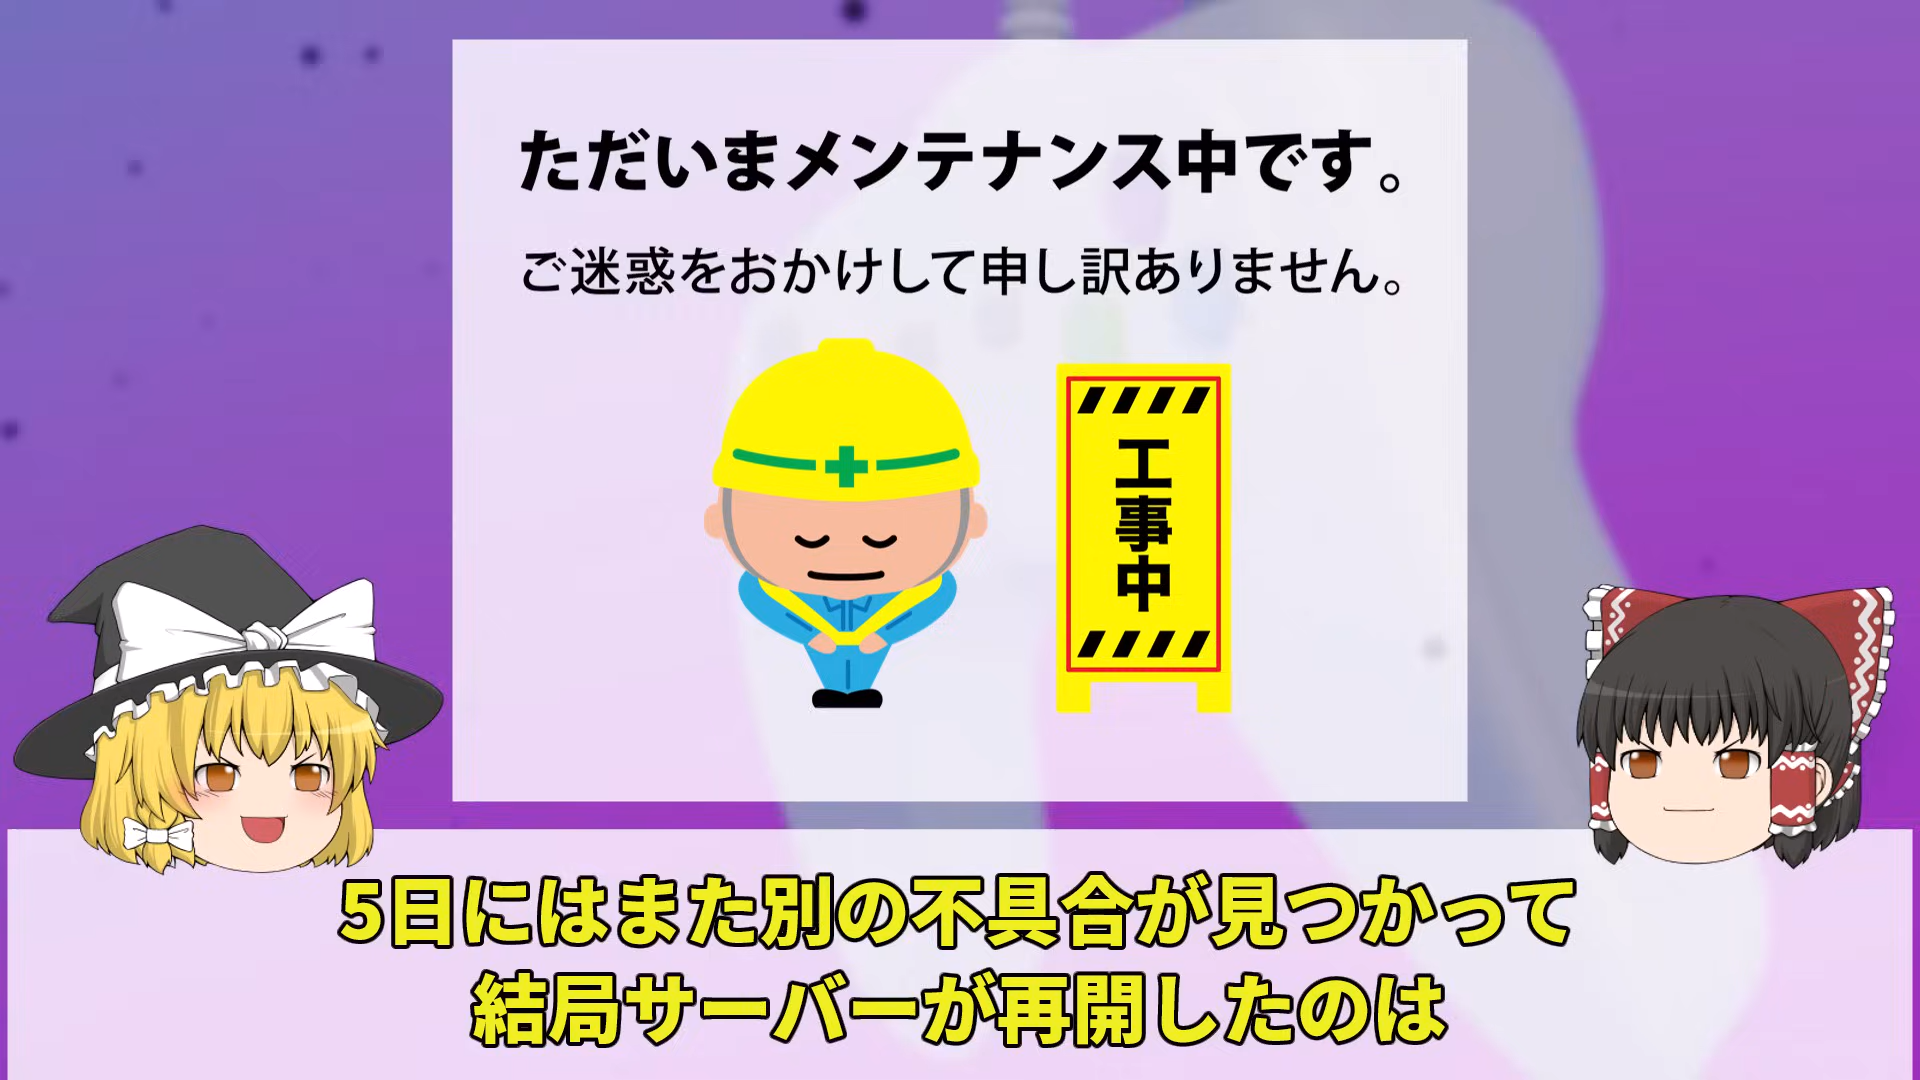 ただいまメンテナンス中です。
ご迷惑をおかけして申し訳ありません。
工事中
5日にはまた別の不具合が見つかって
結局サーバーが再開したのは